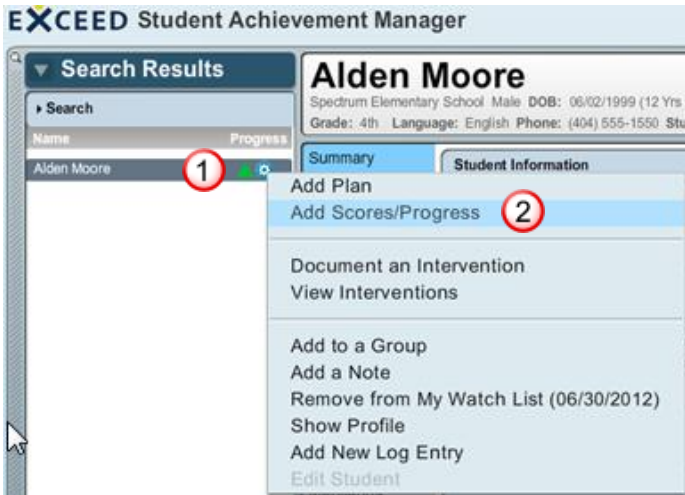 EXCEED Student Achievement Manager
Search Results
Search
Name Progress
Alden Moore
1
Alden Moore
Spectrum Elementary School Male DOB: 06/02/1999 (12 Yrs
Grade: 4th Language: English Phone: (404) 555-1550 Stu
Summary
Student Information
Add Plan
Add Scores/Progress
2
Document an Intervention
View Interventions
Add to a Group
Add a Note
Remove from My Watch List (06/30/2012)
Show Profile
Add New Log Entry
Edit Student